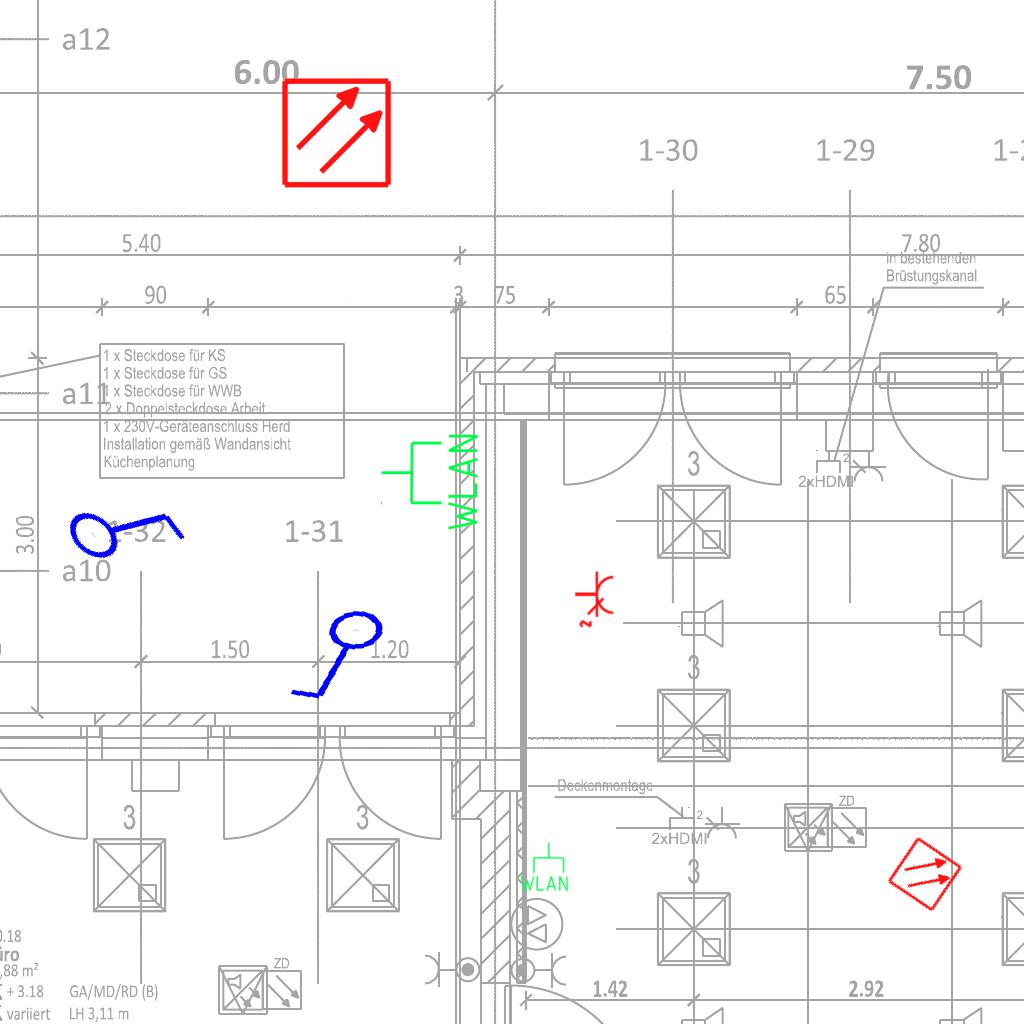 a12
6.00
7.50
1-30
1-29
5.40
7.80
in bestehenden
Brüstungskanal
90
3
75
65
1 x Steckdose für KS
1 x Steckdose für GS
1 x Steckdose für WWB
2 x Doppelsteckdose Arbeit
1 x 230V-Geräteanschluss Herd
Installation gemäß Wandansicht
Küchenplanung
a11
WLAN
3
2
2xHDMI
3.00
1-32
1-31
a10
2
1.50
1.20
3
Deckenmontage
2
2xHDMI
ZD
3
3
3
WLAN
0.18
üro
,88 m²
+ 3.18
GA/MD/RD (B)
variiert
LH 3,11 m
ZD
1.42
2.92